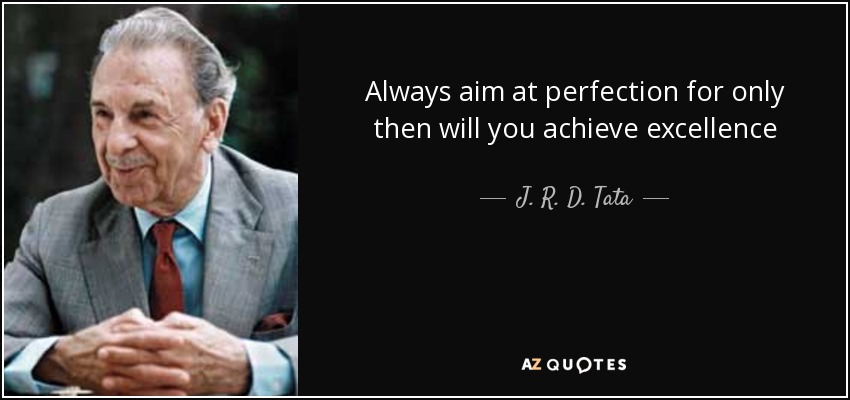 Always aim at perfection for only
then will you achieve excellence
— J. R. D. Tata —
AZ QUOTES